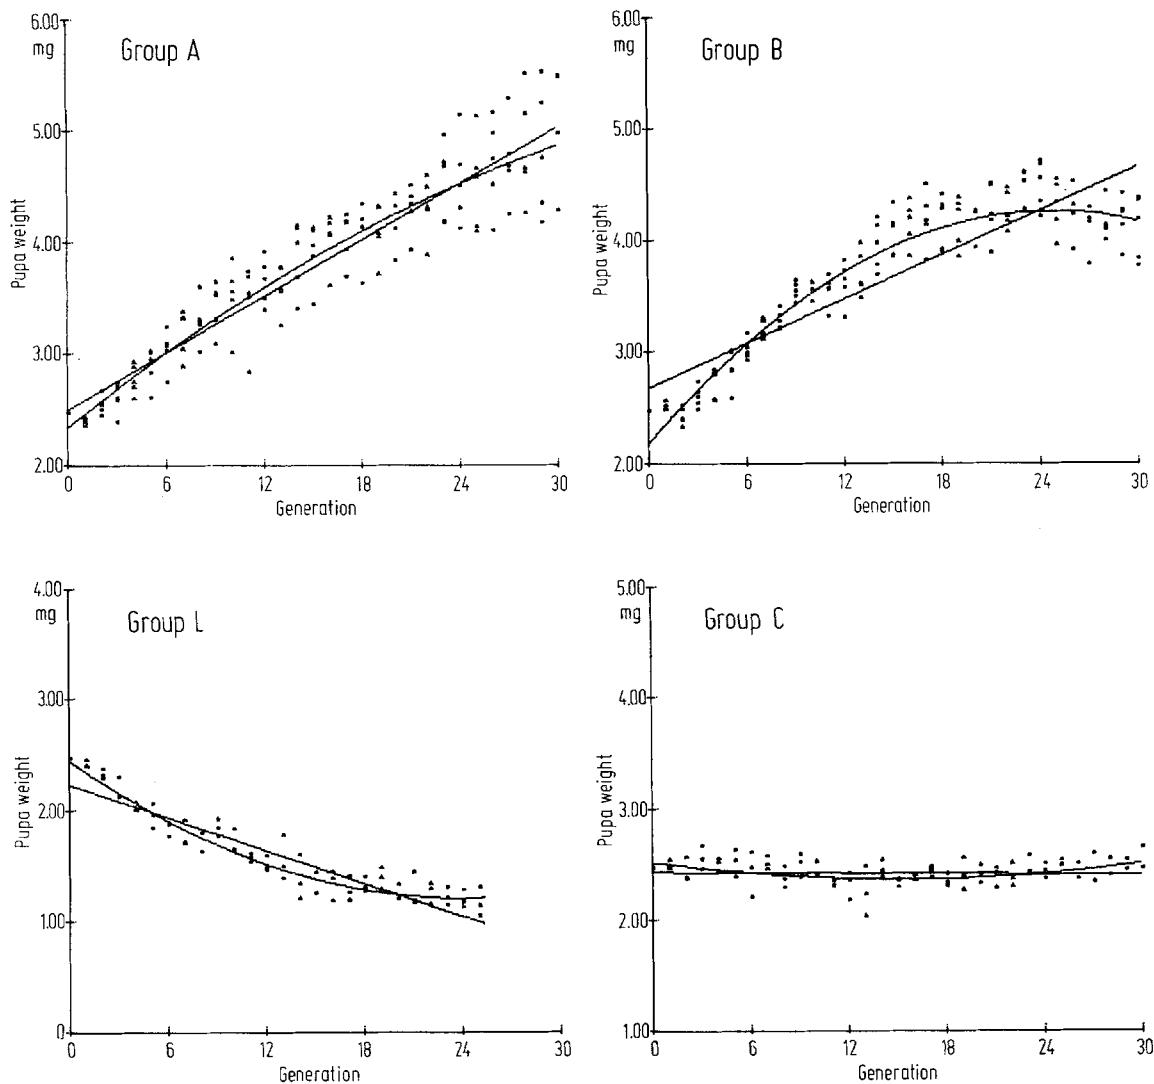 6.00
mg
Group A
5.00
4.00
3.00
2.00
Pupa weight
0 6 12 18 24 30
Generation
6.00
mg
Group B
5.00
4.00
3.00
2.00
Pupa weight
0 6 12 18 24 30
Generation
4.00
mg
Group L
3.00
2.00
1.00
0
Pupa weight
0 6 12 18 24 30
Generation
5.00
mg
Group C
4.00
3.00
2.00
1.00
Pupa weight
0 6 12 18 24 30
Generation